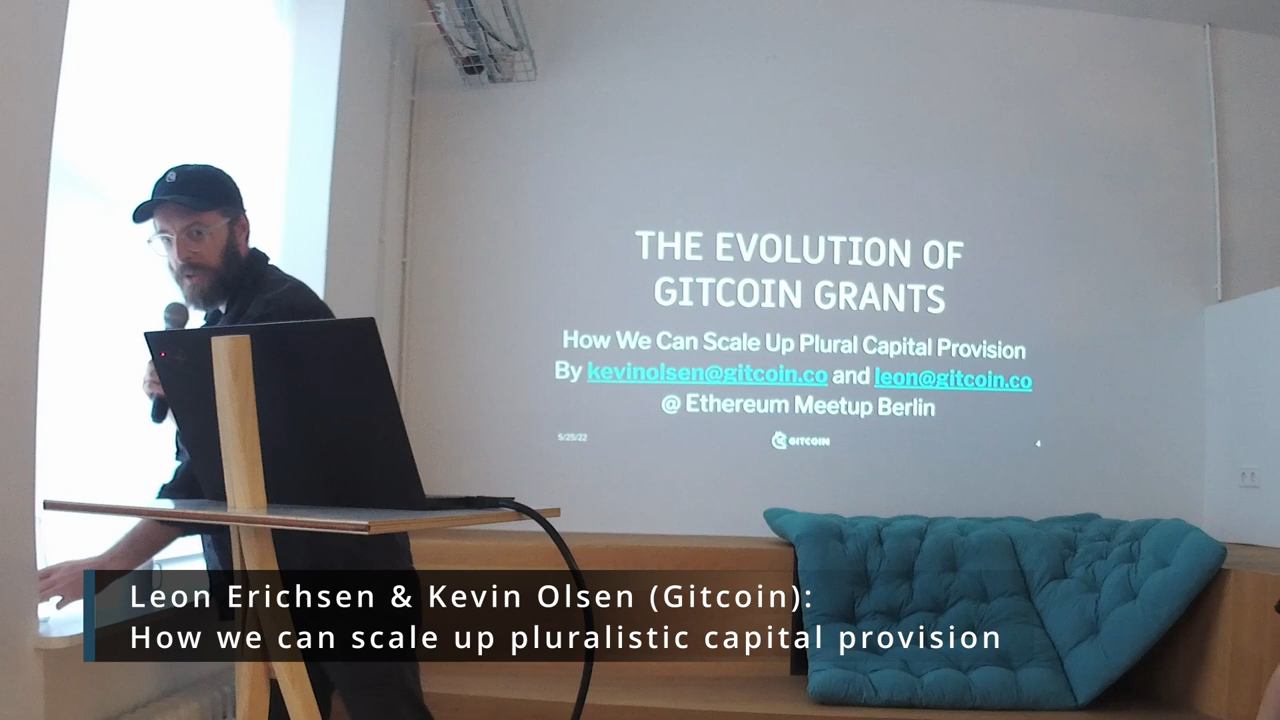 THE EVOLUTION OF
GITCOIN GRANTS
How We Can Scale Up Plural Capital Provision
By kevinolsen@gitcoin.co and leon@gitcoin.co
@ Ethereum Meetup Berlin
5/25/22 GITCOIN 4
Leon Erichsen & Kevin Olsen (Gitcoin):
How we can scale up pluralistic capital provision